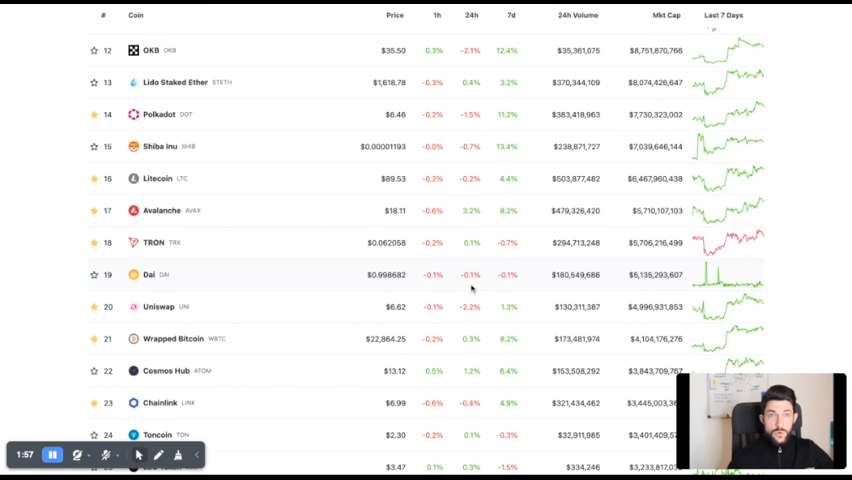 # Coin Price 1h 24h 7d 24h Volume Mkt Cap Last 7 Days
12 OKB OKB $35.50 0.3% -2.1% 12.4% $35,361,075 $8,751,870,766
13 Lido Staked Ether STETH $1,618.78 -0.3% 0.4% 3.2% $370,344,109 $8,074,426,647
14 Polkadot DOT $6.46 -0.2% -1.5% 11.2% $383,418,963 $7,730,323,002
15 Shiba Inu SHIB $0.00001193 -0.0% -0.7% 13.4% $238,871,727 $7,039,646,144
16 Litecoin LTC $89.53 -0.2% -0.2% 4.4% $503,877,482 $6,467,960,438
17 Avalanche AVAX $18.11 -0.6% 3.2% 8.2% $479,326,420 $5,710,107,103
18 TRON TRX $0.062058 -0.2% 0.1% -0.7% $294,713,248 $5,706,216,499
19 Dai DAI $0.998682 -0.1% -0.1% -0.1% $180,549,686 $5,135,293,607
20 Uniswap UNI $6.62 -0.1% -2.2% 1.3% $130,311,387 $4,996,931,853
21 Wrapped Bitcoin WBTC $22,864.25 -0.2% 0.3% 8.2% $173,481,974 $4,104,176,276
22 Cosmos Hub ATOM $13.12 0.5% 1.2% 6.4% $153,508,292 $3,843,709,767
23 Chainlink LINK $6.99 -0.6% -0.4% 4.9% $321,434,462
24 Toncoin TON $2.30 -0.2% 0.1% -0.3% $32,911,985
1:57
$3.47 0.1% 0.3% -1.5% $334,246